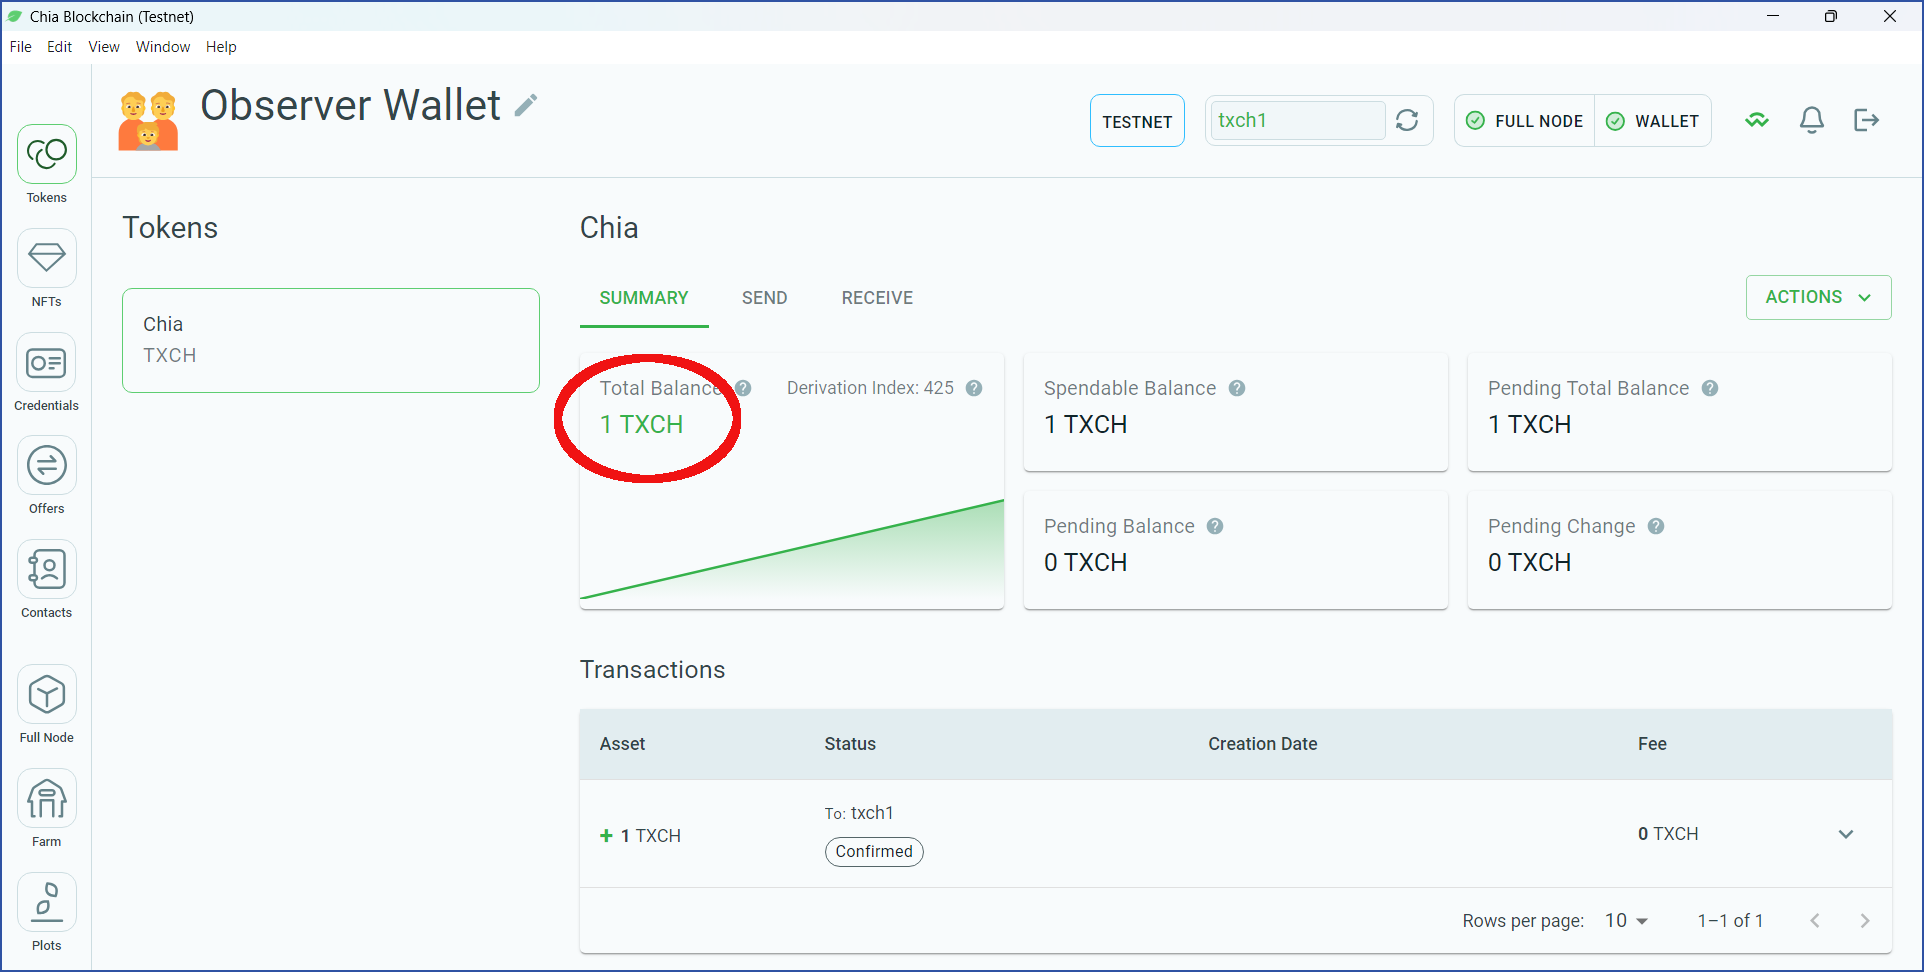 Chia Blockchain (Testnet)
File Edit View Window Help
Observer Wallet
TESTNET
txch1
FULL NODE
WALLET
Tokens
NFTs
Credentials
Offers
Contacts
Full Node
Farm
Plots
Tokens
Chia
TXCH
Chia
SUMMARY SEND RECEIVE
ACTIONS
Total Balance ? Derivation Index: 425 ?
1 TXCH
Spendable Balance ?
1 TXCH
Pending Total Balance ?
1 TXCH
Pending Balance ?
0 TXCH
Pending Change ?
0 TXCH
Transactions
Asset Status Creation Date Fee
+ 1 TXCH
To: txch1
Confirmed
0 TXCH
Rows per page: 10 1–1 of 1